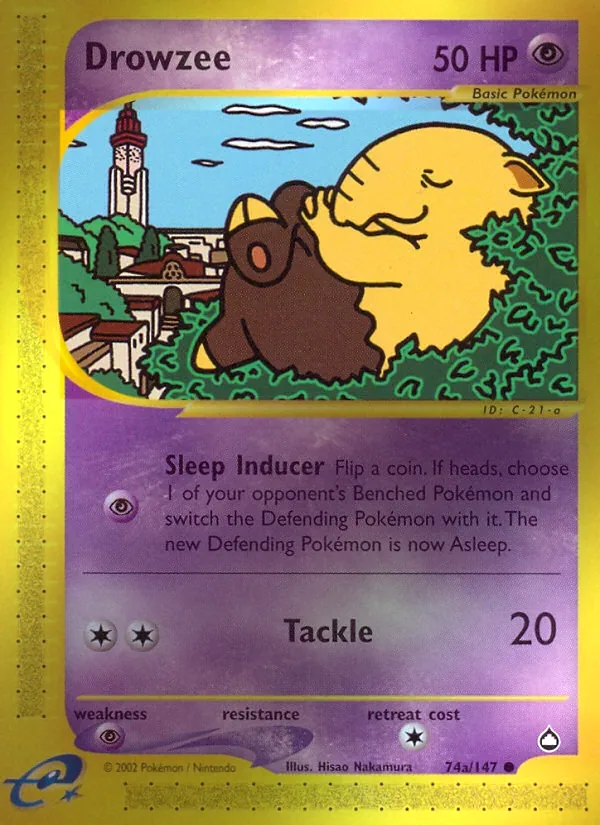 Drowzee 50 HP
Basic Pokémon
ID: C-21-a
Sleep Inducer Flip a coin. If heads, choose
1 of your opponent's Benched Pokémon and
switch the Defending Pokémon with it. The
new Defending Pokémon is now Asleep.
Tackle 20
weakness resistance retreat cost
© 2002 Pokémon / Nintendo Illus. Hisao Nakamura 74a/147
e